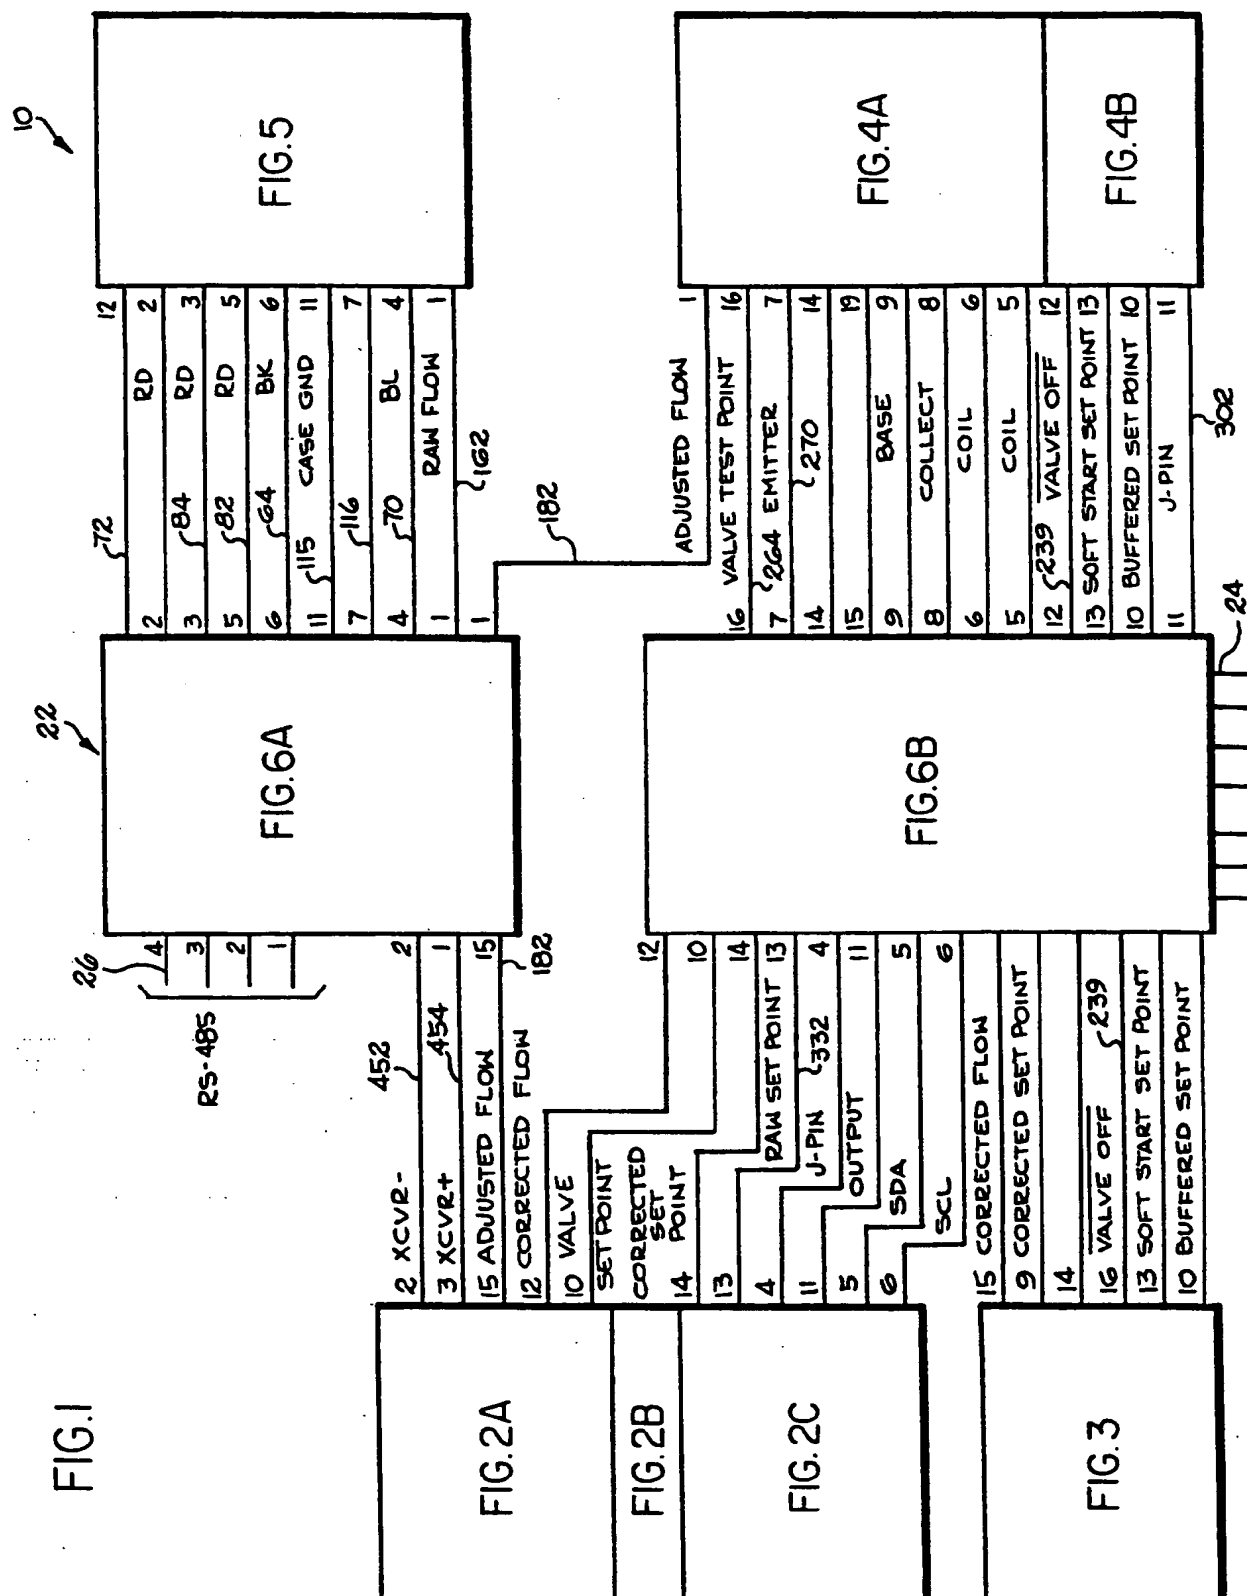 FIG.1
10
FIG.5
12
72
2 RD 2
3 84 RD 3
5 82 RD 5
6 64 BK 6
11 115 CASE GND 11
7 116 7
4 70 BL 4
1 RAW FLOW 1
162
1
182
22
FIG.6A
26
4
3
2
1
RS-485
452
2 XCVR- 2
454
3 XCVR+ 1
15 ADJUSTED FLOW 15
182
12 CORRECTED FLOW
10 VALVE
SETPOINT
CORRECTED
SET
POINT
14
13
4
11
5
6
12
10
14
RAW SET POINT 13
332
J-PIN 4
OUTPUT 11
SDA 5
SCL 6
FIG.2A
FIG.2B
FIG.2C
FIG.3
15 CORRECTED FLOW
9 CORRECTED SET POINT
14
16 VALVE OFF 239
13 SOFT START SET POINT
10 BUFFERED SET POINT
FIG.6B
24
ADJUSTED FLOW 1
16 VALVE TEST POINT 16
7 264 EMITTER 7
14 270 14
15 19
9 BASE 9
8 COLLECT 8
6 COIL 6
5 COIL 5
12 239 VALVE OFF 12
13 SOFT START SET POINT 13
10 BUFFERED SET POINT 10
11 J-PIN 11
302
FIG.4A
FIG.4B